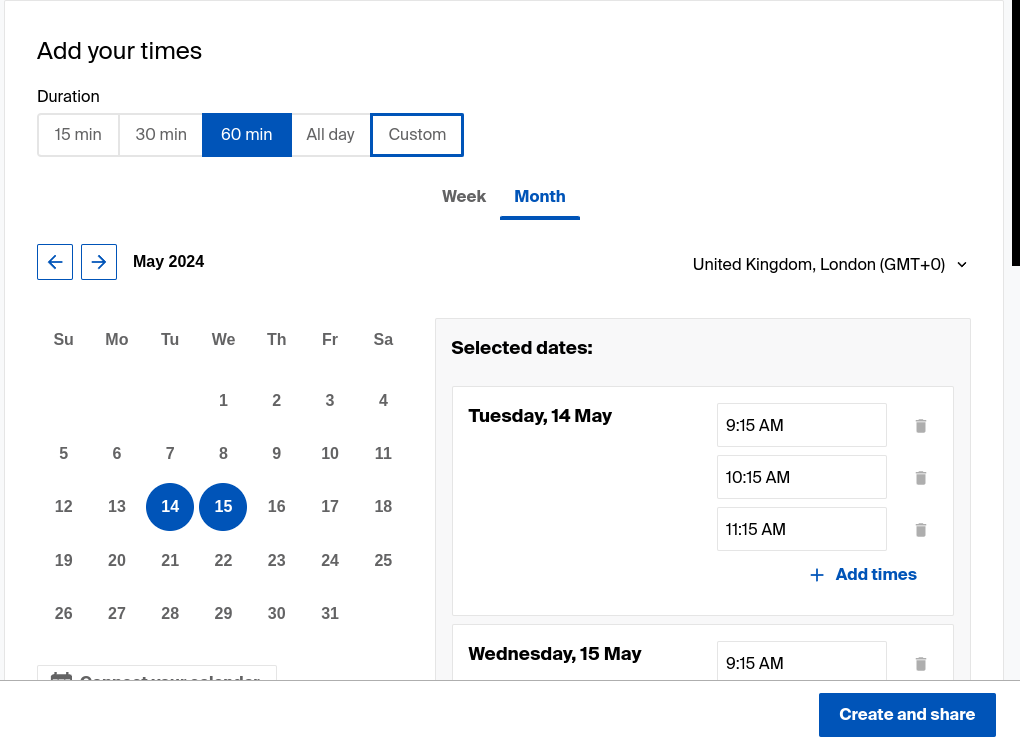 Add your times
Duration
15 min 30 min 60 min All day Custom
Week Month
May 2024
United Kingdom, London (GMT+0)
Su Mo Tu We Th Fr Sa
1 2 3 4
5 6 7 8 9 10 11
12 13 14 15 16 17 18
19 20 21 22 23 24 25
26 27 28 29 30 31
Connect your calendar
Selected dates:
Tuesday, 14 May
9:15 AM
10:15 AM
11:15 AM
+ Add times
Wednesday, 15 May
9:15 AM
Create and share